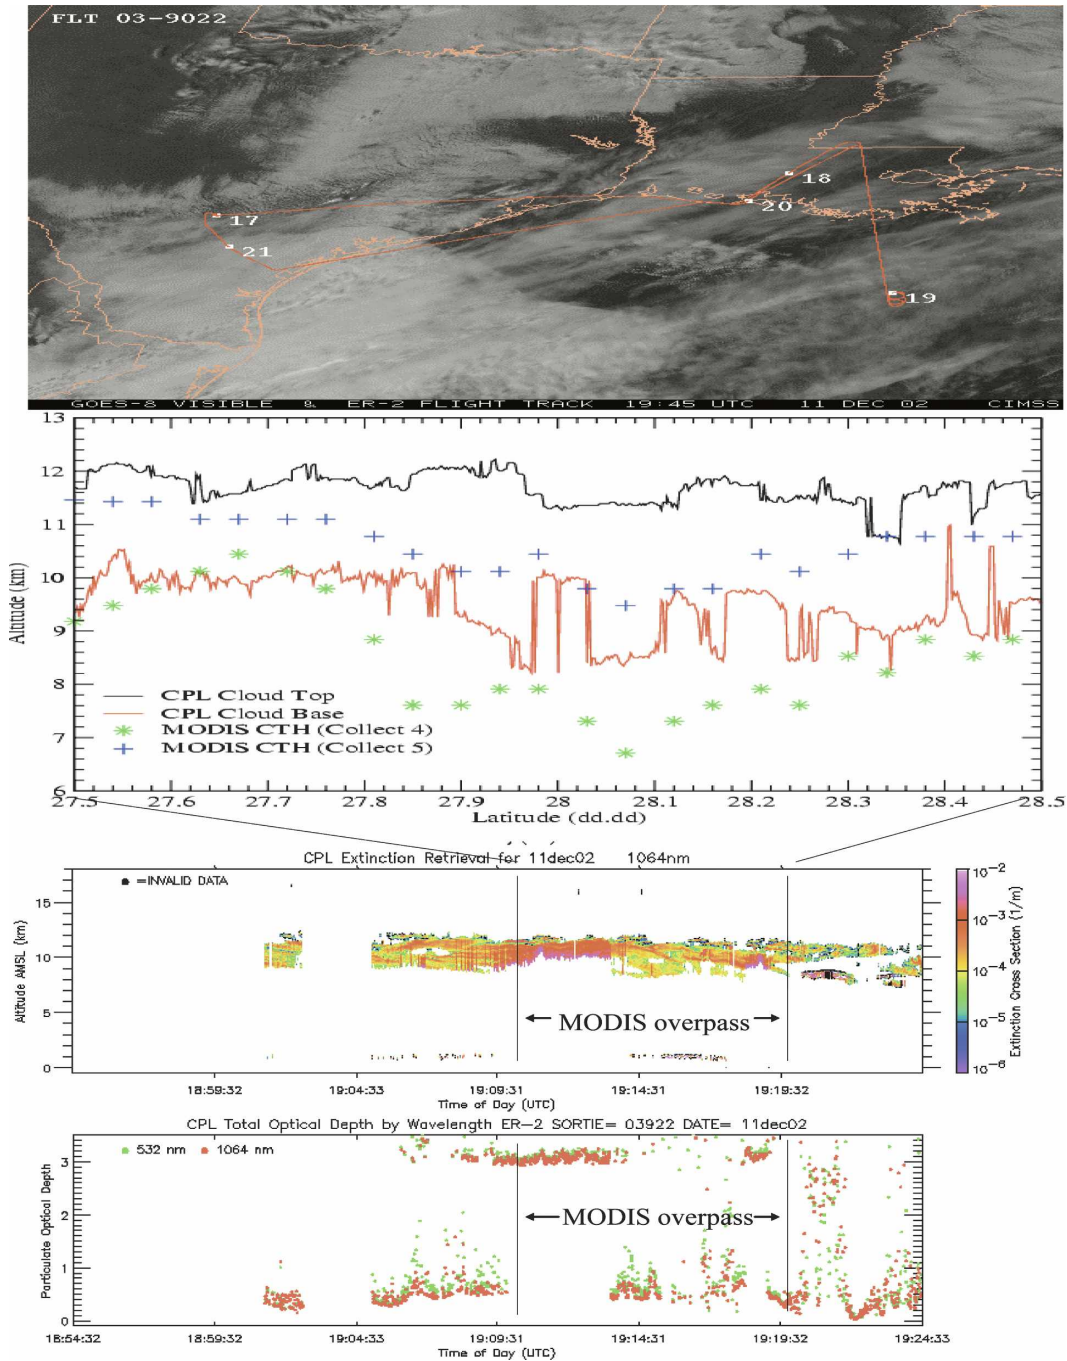 FLT 03-9022
17
18
20
21
19
GOES-8 VISIBLE & ER-2 FLIGHT TRACK 19:45 UTC 11 DEC 02 CIMSS
13
12
11
10
9
8
7
6
Altitude (km)
CPL Cloud Top
CPL Cloud Base
MODIS CTH (Collect 4)
MODIS CTH (Collect 5)
27.5 27.6 27.7 27.8 27.9 28 28.1 28.2 28.3 28.4 28.5
Latitude (dd.dd)
CPL Extinction Retrieval for 11dec02 1064nm
=INVALID DATA
15
10
5
0
Altitude AMSL (km)
MODIS overpass
10-2
10-3
10-4
10-5
10-6
Extinction Cross Section (1/m)
18:59:32 19:04:33 19:09:31 19:14:31 19:19:32
Time of Day (UTC)
CPL Total Optical Depth by Wavelength ER-2 SORTIE= 03922 DATE= 11dec02
532 nm 1064 nm
3
2
1
0
Particulate Optical Depth
MODIS overpass
18:54:32 18:59:32 19:04:33 19:09:31 19:14:31 19:19:32 19:24:33
Time of Day (UTC)